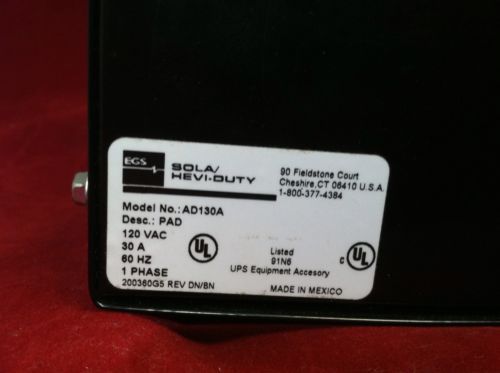 EGS
SOLA/
HEVI-DUTY
90 Fieldstone Court
Cheshire, CT 06410 U.S.A.
1-800-377-4384
Model No.: AD130A
Desc.: PAD
120 VAC
30 A
60 HZ
1 PHASE
200360G5 REV DN/8N
UL
Listed
91N6
UPS Equipment Accesory
C UL
MADE IN MEXICO